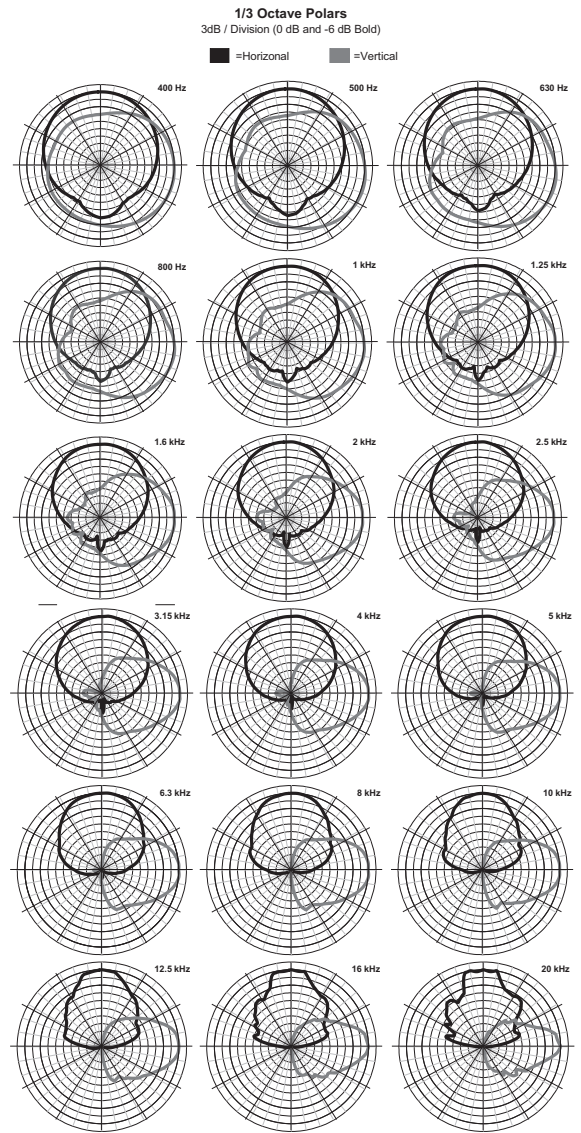 1/3 Octave Polars
3dB / Division (0 dB and -6 dB Bold)
=Horizonal =Vertical
400 Hz 500 Hz 630 Hz
800 Hz 1 kHz 1.25 kHz
1.6 kHz 2 kHz 2.5 kHz
3.15 kHz 4 kHz 5 kHz
6.3 kHz 8 kHz 10 kHz
12.5 kHz 16 kHz 20 kHz